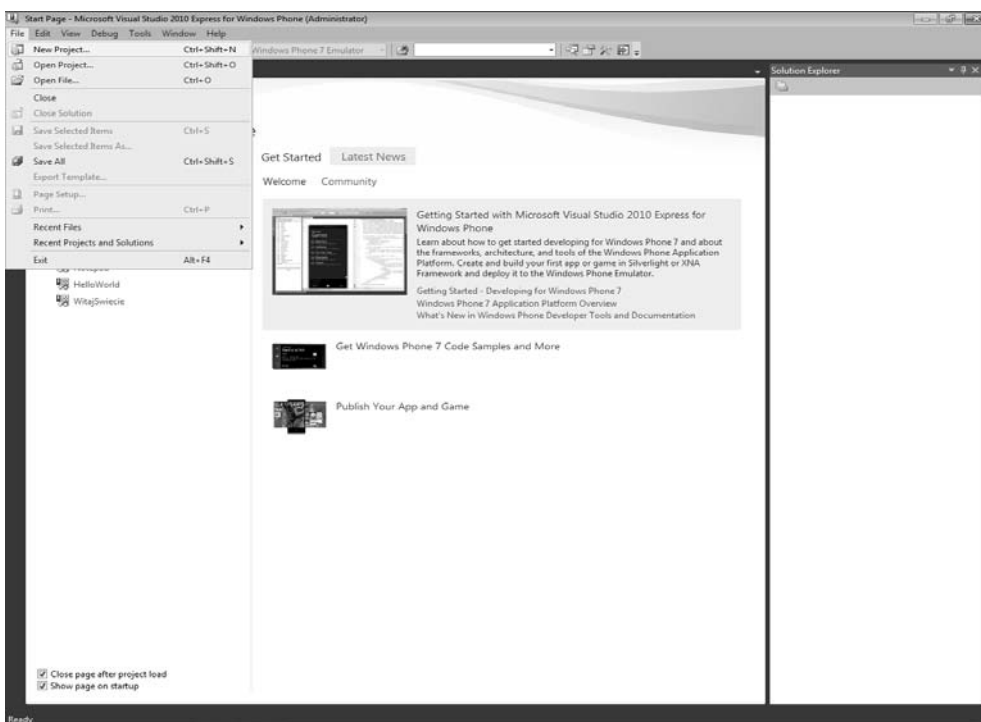 Start Page - Microsoft Visual Studio 2010 Express for Windows Phone (Administrator)
File Edit View Debug Tools Window Help
New Project... Ctrl+Shift+N
Windows Phone 7 Emulator
Open Project... Ctrl+Shift+O
Open File... Ctrl+O
Close
Close Solution
Save Selected Items Ctrl+S
Save Selected Items As...
Save All Ctrl+Shift+S
Export Template...
Page Setup...
Print... Ctrl+P
Recent Files
Recent Projects and Solutions
Exit Alt+F4
HelloWorld
WitajSwiecie
Close page after project load
Show page on startup
Get Started Latest News
Welcome Community
Getting Started with Microsoft Visual Studio 2010 Express for
Windows Phone
Learn about how to get started developing for Windows Phone 7 and about
the frameworks, architecture, and tools of the Windows Phone Application
Platform. Create and build your first app or game in Silverlight or XNA
Framework and deploy it to the Windows Phone Emulator.
Getting Started - Developing for Windows Phone 7
Windows Phone 7 Application Platform Overview
What's New in Windows Phone Developer Tools and Documentation
Get Windows Phone 7 Code Samples and More
Publish Your App and Game
Solution Explorer
Ready